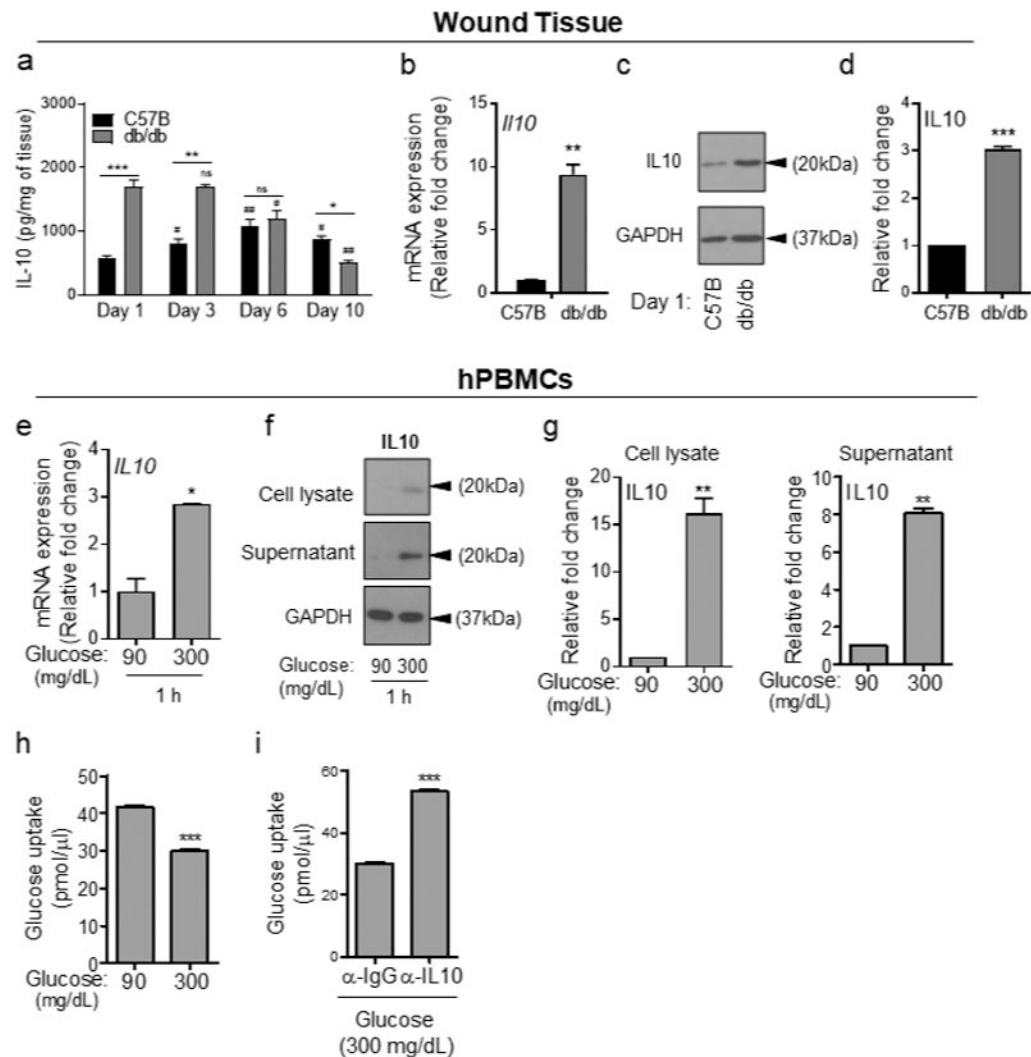 Wound Tissue
a
IL-10 (pg/mg of tissue)
3000
2000
1000
0
C57B
db/db
***
**
ns
#
ns
##
#
*
#
##
Day 1
Day 3
Day 6
Day 10
b
mRNA expression
(Relative fold change)
Il10
15
10
5
0
**
C57B
db/db
c
IL10
(20kDa)
GAPDH
(37kDa)
Day 1:
C57B
db/db
d
Relative fold change
IL10
4
3
2
1
0
***
C57B
db/db
hPBMCs
e
mRNA expression
(Relative fold change)
IL10
4
3
2
1
0
*
Glucose:
(mg/dL)
90
300
1 h
f
IL10
Cell lysate
(20kDa)
Supernatant
(20kDa)
GAPDH
(37kDa)
Glucose:
(mg/dL)
90 300
1 h
g
Cell lysate
Relative fold change
IL10
20
15
10
5
0
**
Glucose:
(mg/dL)
90
300
Supernatant
Relative fold change
IL10
10
8
6
4
2
0
**
Glucose:
(mg/dL)
90
300
h
Glucose uptake
(pmol/μl)
50
40
30
20
10
0
***
Glucose:
(mg/dL)
90
300
i
Glucose uptake
(pmol/μl)
60
40
20
0
***
α-IgG α-IL10
Glucose
(300 mg/dL)